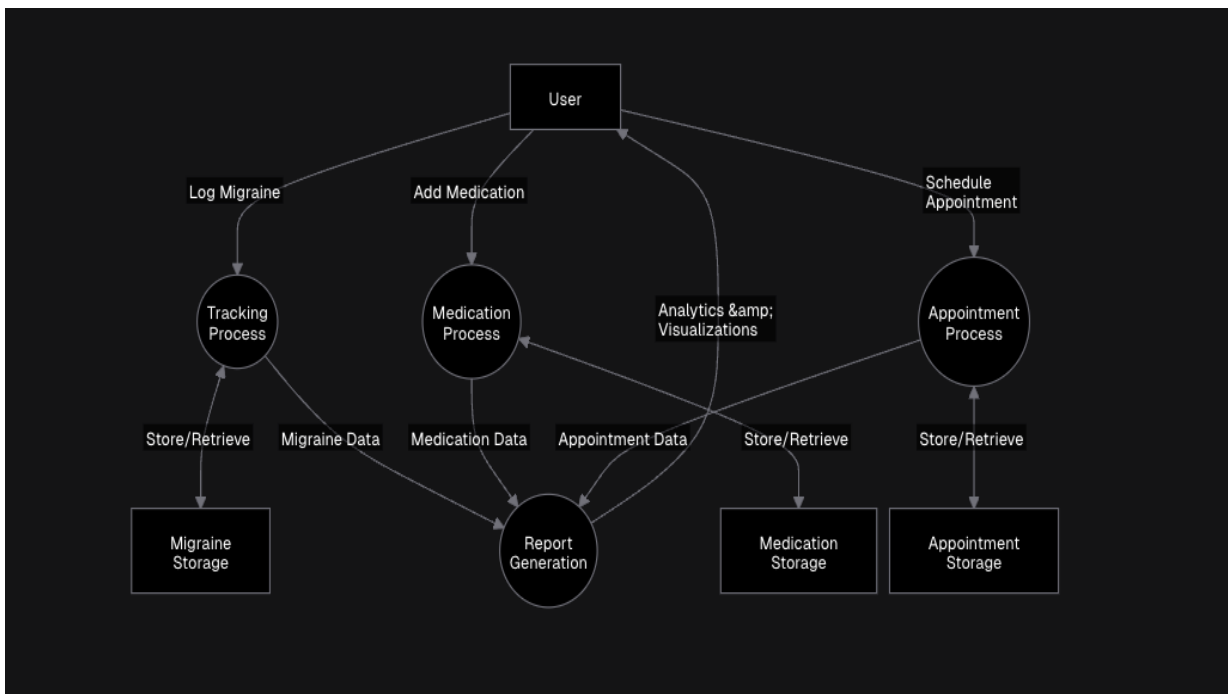 User
Log Migraine
Add Medication
Schedule
Appointment
Tracking
Process
Medication
Process
Analytics &amp;
Visualizations
Appointment
Process
Store/Retrieve
Migraine Data
Medication Data
Appointment Data
Store/Retrieve
Store/Retrieve
Migraine
Storage
Report
Generation
Medication
Storage
Appointment
Storage